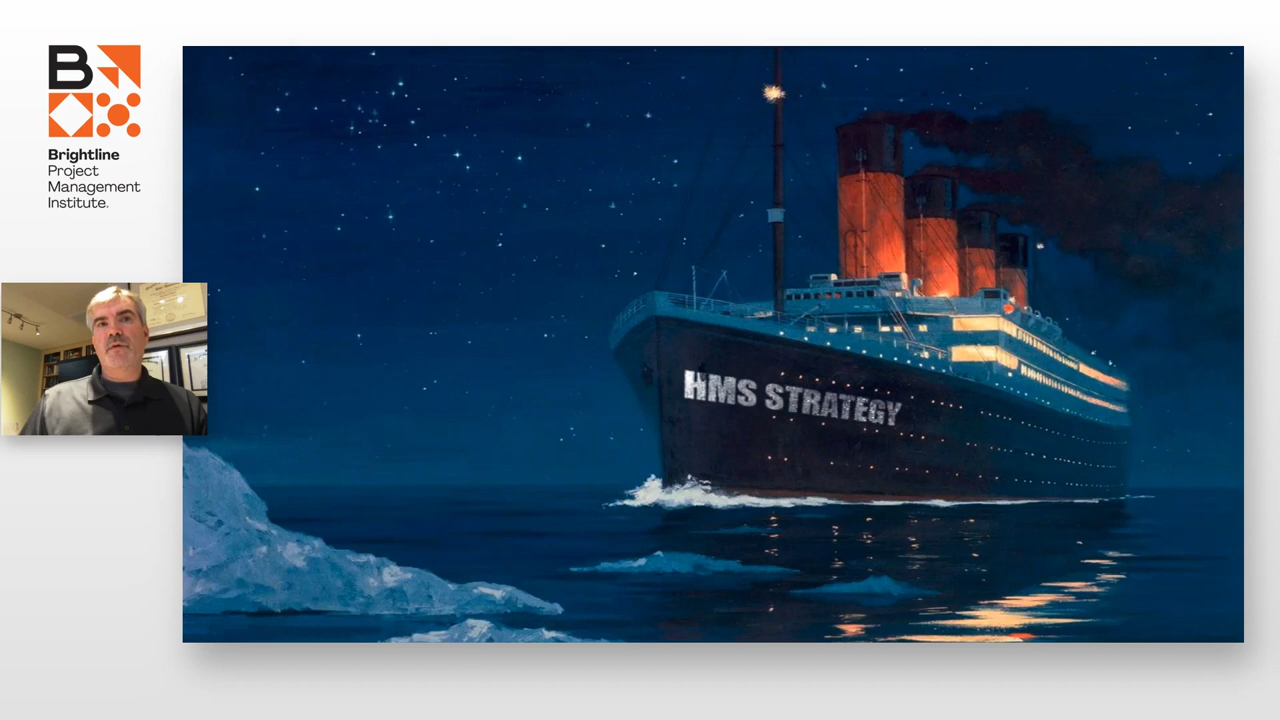 B
Brightline
Project
Management
Institute.
HMS STRATEGY